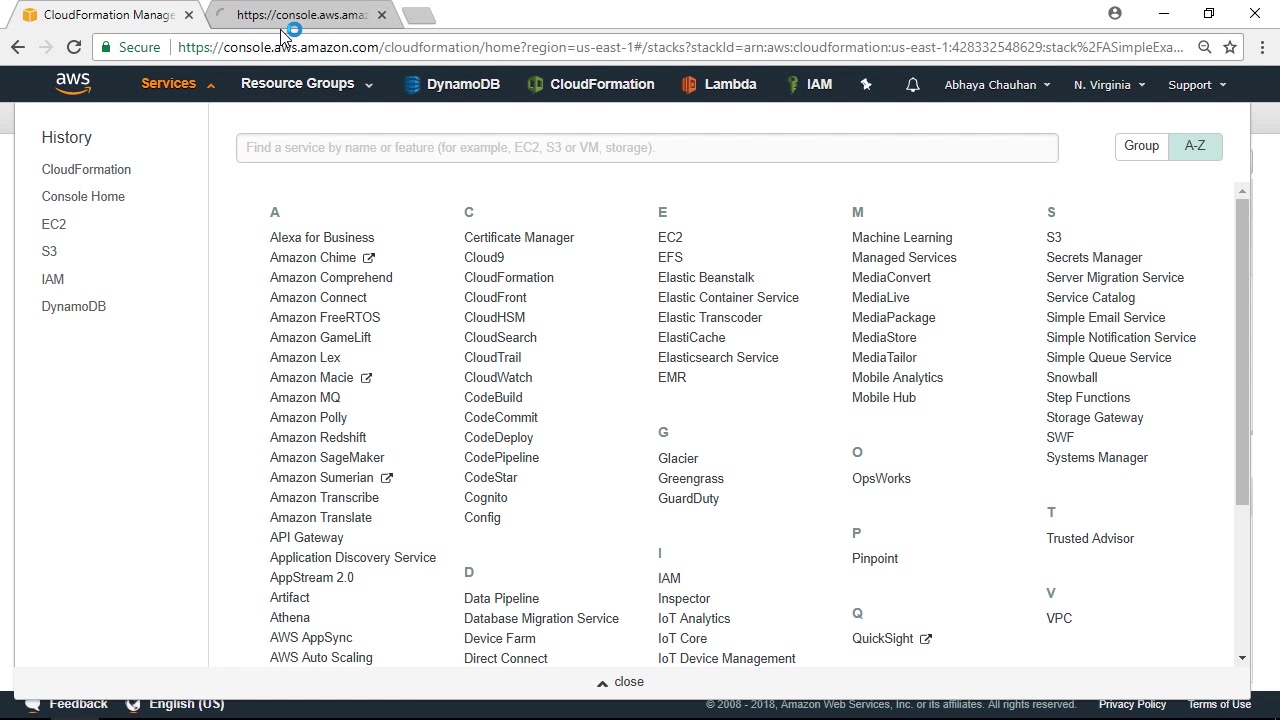 CloudFormation Manage
https://console.aws.amaz
Secure
https://console.aws.amazon.com/cloudformation/home?region=us-east-1#/stacks?stackId=arn:aws:cloudformation:us-east-1:428332548629:stack%2FASimpleExa...
aws
Services
Resource Groups
DynamoDB
CloudFormation
Lambda
IAM
Abhaya Chauhan
N. Virginia
Support
History
CloudFormation
Console Home
EC2
S3
IAM
DynamoDB
Find a service by name or feature (for example, EC2, S3 or VM, storage).
Group
A-Z
A
Alexa for Business
Amazon Chime
Amazon Comprehend
Amazon Connect
Amazon FreeRTOS
Amazon GameLift
Amazon Lex
Amazon Macie
Amazon MQ
Amazon Polly
Amazon Redshift
Amazon SageMaker
Amazon Sumerian
Amazon Transcribe
Amazon Translate
API Gateway
Application Discovery Service
AppStream 2.0
Artifact
Athena
AWS AppSync
AWS Auto Scaling
C
Certificate Manager
Cloud9
CloudFormation
CloudFront
CloudHSM
CloudSearch
CloudTrail
CloudWatch
CodeBuild
CodeCommit
CodeDeploy
CodePipeline
CodeStar
Cognito
Config
D
Data Pipeline
Database Migration Service
Device Farm
Direct Connect
E
EC2
EFS
Elastic Beanstalk
Elastic Container Service
Elastic Transcoder
ElastiCache
Elasticsearch Service
EMR
G
Glacier
Greengrass
GuardDuty
I
IAM
Inspector
IoT Analytics
IoT Core
IoT Device Management
M
Machine Learning
Managed Services
MediaConvert
MediaLive
MediaPackage
MediaStore
MediaTailor
Mobile Analytics
Mobile Hub
O
OpsWorks
P
Pinpoint
Q
QuickSight
S
S3
Secrets Manager
Server Migration Service
Service Catalog
Simple Email Service
Simple Notification Service
Simple Queue Service
Snowball
Step Functions
Storage Gateway
SWF
Systems Manager
T
Trusted Advisor
V
VPC
close
Feedback
English (US)
© 2008 - 2018, Amazon Web Services, Inc. or its affiliates. All rights reserved.
Privacy Policy
Terms of Use